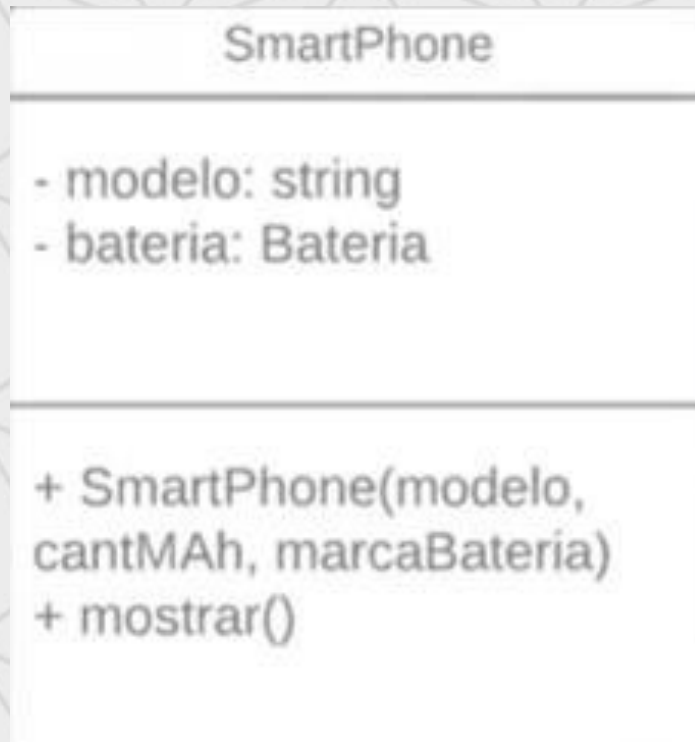 SmartPhone
- modelo: string
- bateria: Bateria
+ SmartPhone(modelo,
cantMAh, marcaBateria)
+ mostrar()